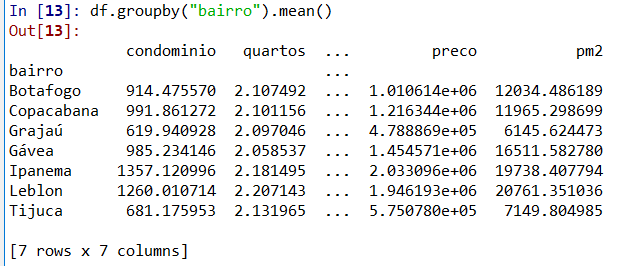 In [13]: df.groupby("bairro").mean()
Out[13]:
condominio quartos ... preco pm2
bairro ...
Botafogo 914.475570 2.107492 ... 1.010614e+06 12034.486189
Copacabana 991.861272 2.101156 ... 1.216344e+06 11965.298699
Grajaú 619.940928 2.097046 ... 4.788869e+05 6145.624473
Gávea 985.234146 2.058537 ... 1.454571e+06 16511.582780
Ipanema 1357.120996 2.181495 ... 2.033096e+06 19738.407794
Leblon 1260.010714 2.207143 ... 1.946193e+06 20761.351036
Tijuca 681.175953 2.131965 ... 5.750780e+05 7149.804985
[7 rows x 7 columns]